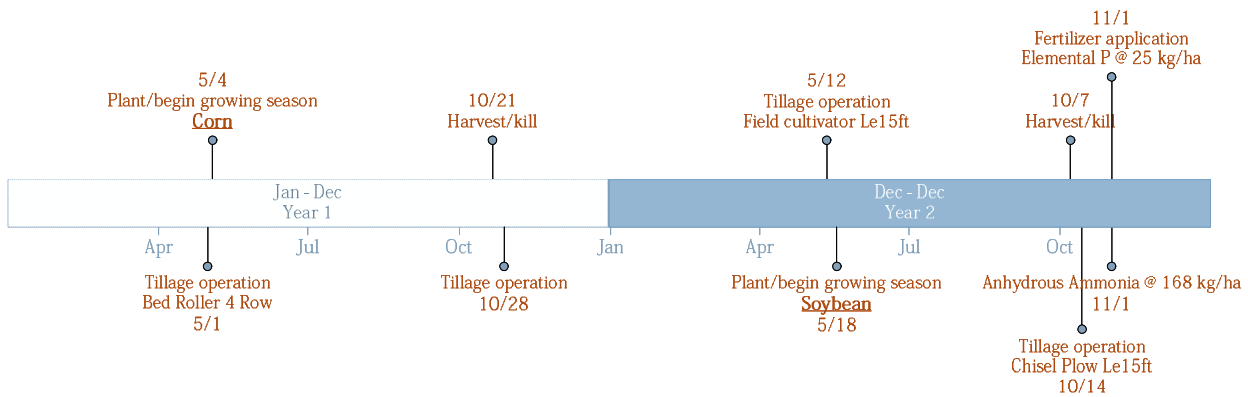 11/1
Fertilizer application
Elemental P @ 25 kg/ha
5/4
Plant/begin growing season
Corn
10/21
Harvest/kill
5/12
Tillage operation
Field cultivator Le15ft
10/7
Harvest/kill
Jan - Dec
Year 1
Dec - Dec
Year 2
Apr
Jul
Oct
Jan
Apr
Jul
Oct
Tillage operation
Bed Roller 4 Row
5/1
Tillage operation
10/28
Plant/begin growing season
Soybean
5/18
Anhydrous Ammonia @ 168 kg/ha
11/1
Tillage operation
Chisel Plow Le15ft
10/14